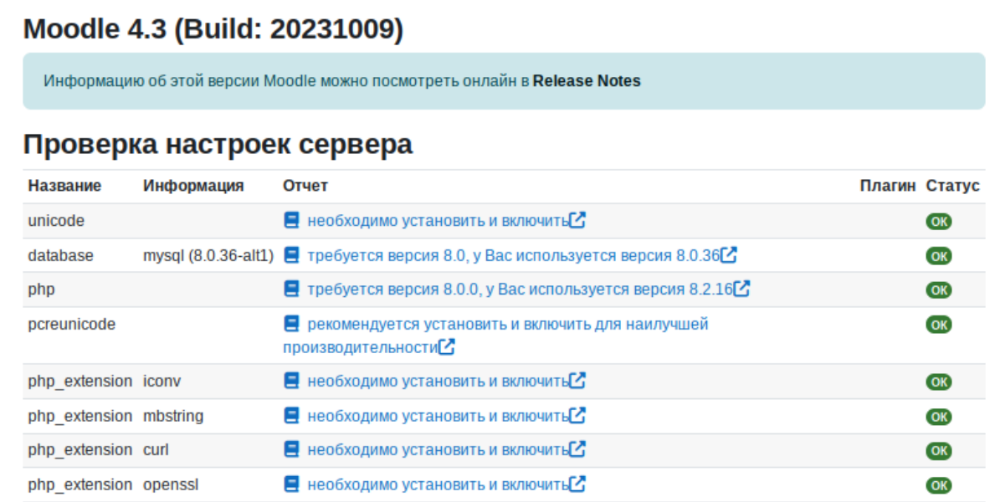 Moodle 4.3 (Build: 20231009)
Информацию об этой версии Moodle можно посмотреть онлайн в Release Notes
Проверка настроек сервера
Название Информация Отчет Плагин Статус
unicode необходимо установить и включить OK
database mysql (8.0.36-alt1) требуется версия 8.0, у Вас используется версия 8.0.36 OK
php требуется версия 8.0.0, у Вас используется версия 8.2.16 OK
pcreunicode рекомендуется установить и включить для наилучшей OK
производительности
php_extension iconv необходимо установить и включить OK
php_extension mbstring необходимо установить и включить OK
php_extension curl необходимо установить и включить OK
php_extension openssl необходимо установить и включить OK